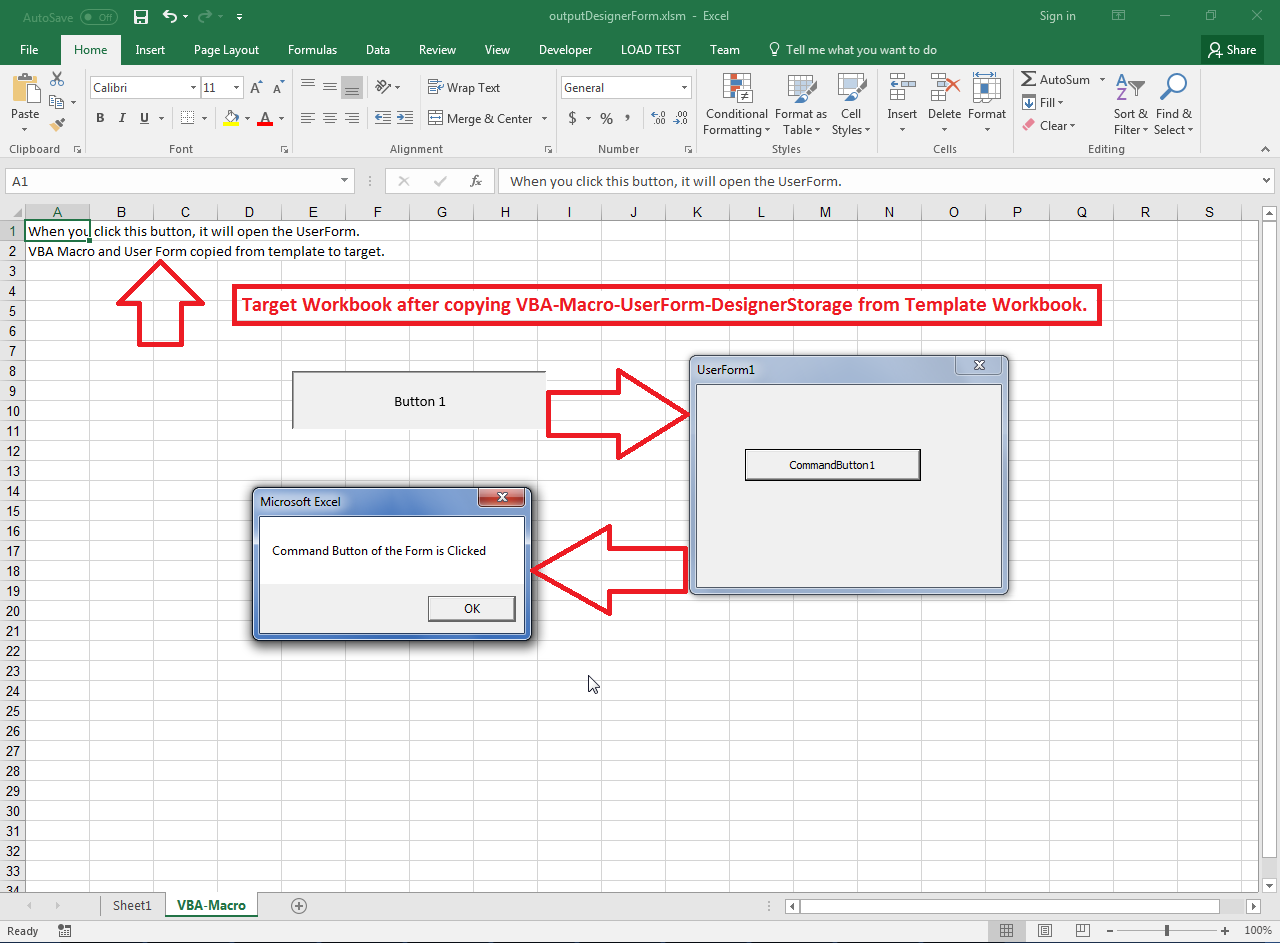 AutoSave Off
outputDesignerForm.xlsm - Excel
Sign in
File Home Insert Page Layout Formulas Data Review View Developer LOAD TEST Team Tell me what you want to do Share
Calibri 11 A A Wrap Text General AutoSum
Paste Conditional Format as Cell Insert Delete Format Fill Sort & Find &
B I U A Merge & Center $ % , Formatting Table Styles Clear Filter Select
Clipboard Font Alignment Number Styles Cells Editing
A1 fx When you click this button, it will open the UserForm.
A B C D E F G H I J K L M N O P Q R S
1 When you click this button, it will open the UserForm.
2 VBA Macro and User Form copied from template to target.
3
4
Target Workbook after copying VBA-Macro-UserForm-DesignerStorage from Template Workbook.
5
6
7
UserForm1
8
9
Button 1
10
11
12
CommandButton1
13
14
Microsoft Excel
15
16
Command Button of the Form is Clicked
17
18
19
OK
20
21
22
23
24
25
26
27
28
29
30
31
32
33
34
Sheet1 VBA-Macro
Ready 100%